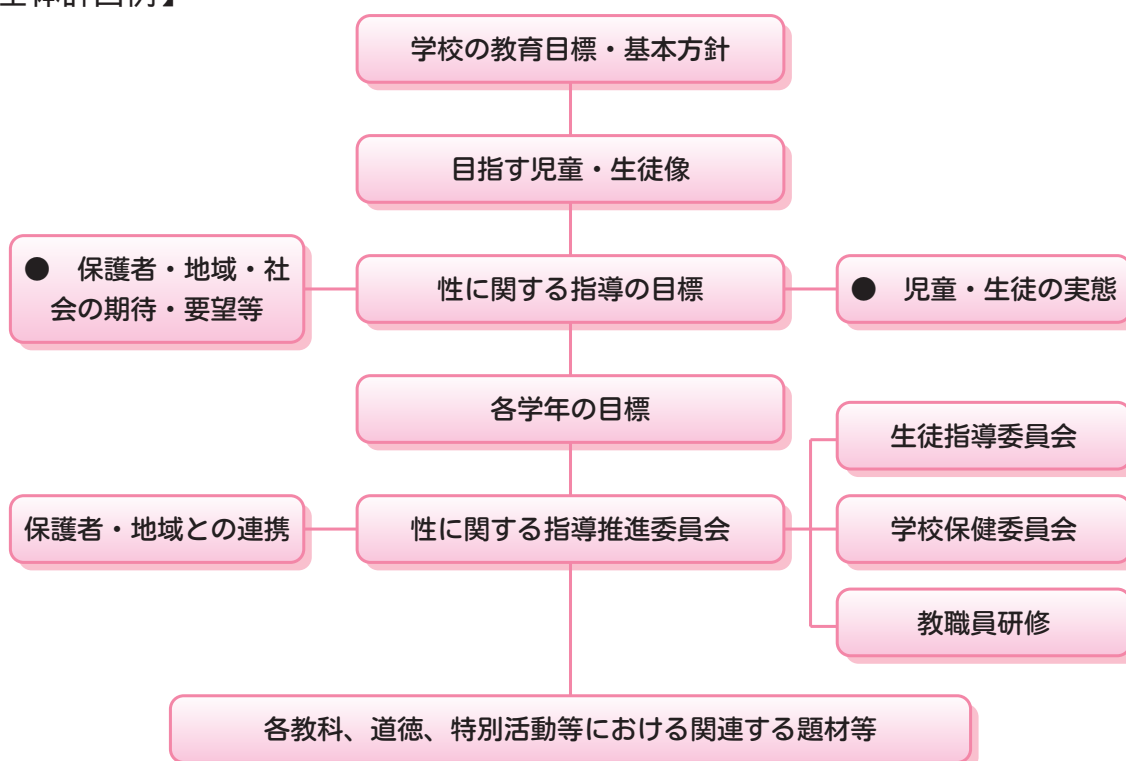 全体計画例】
学校の教育目標・基本方針
目指す児童・生徒像
● 保護者・地域・社
会の期待・要望等
性に関する指導の目標
● 児童・生徒の実態
各学年の目標
生徒指導委員会
保護者・地域との連携
性に関する指導推進委員会
学校保健委員会
教職員研修
各教科、道徳、特別活動等における関連する題材等